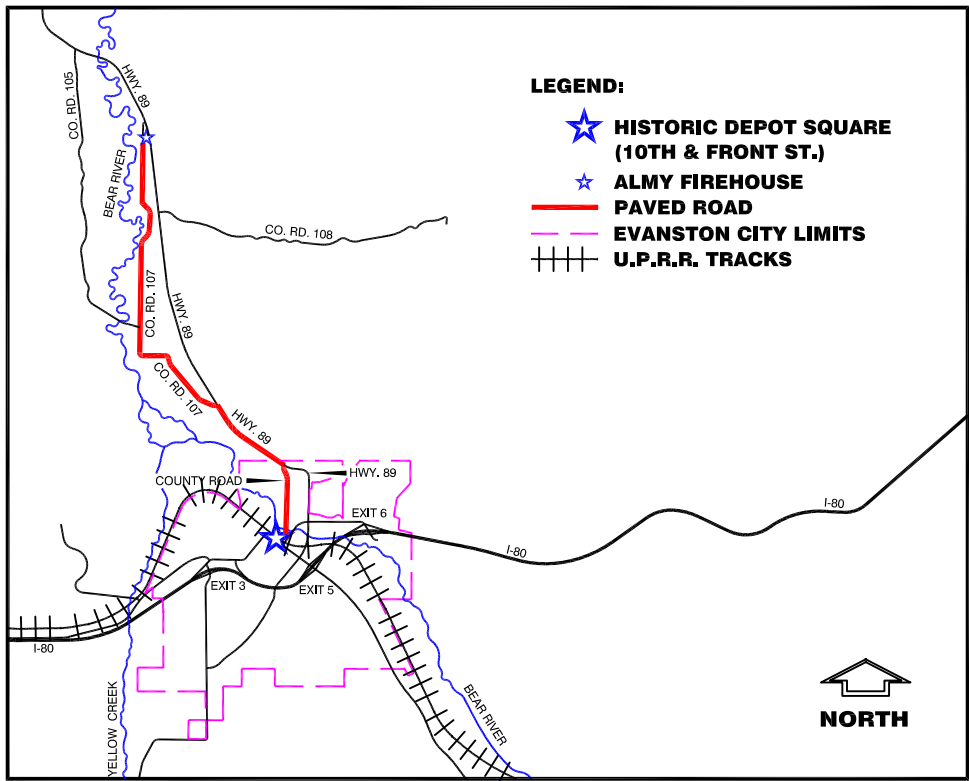 HWY. 89
CO. RD. 105
BEAR RIVER
CO. RD. 108
CO. RD. 107
HWY. 89
CO. RD. 107
HWY. 89
COUNTY ROAD
HWY. 89
EXIT 6
I-80
I-80
EXIT 3
EXIT 5
I-80
YELLOW CREEK
BEAR RIVER
LEGEND:
HISTORIC DEPOT SQUARE
(10TH & FRONT ST.)
ALMY FIREHOUSE
PAVED ROAD
EVANSTON CITY LIMITS
U.P.R.R. TRACKS
NORTH